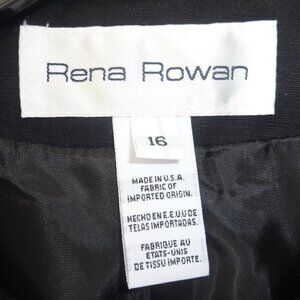 Rena Rowan
16
MADE IN U.S.A.
FABRIC OF
IMPORTED ORIGIN.
HECHO EN E.E.U.U. DE
TELAS IMPORTADAS.
FABRIQUE AU
ETATS-UNIS
DE TISSU IMPORTE.